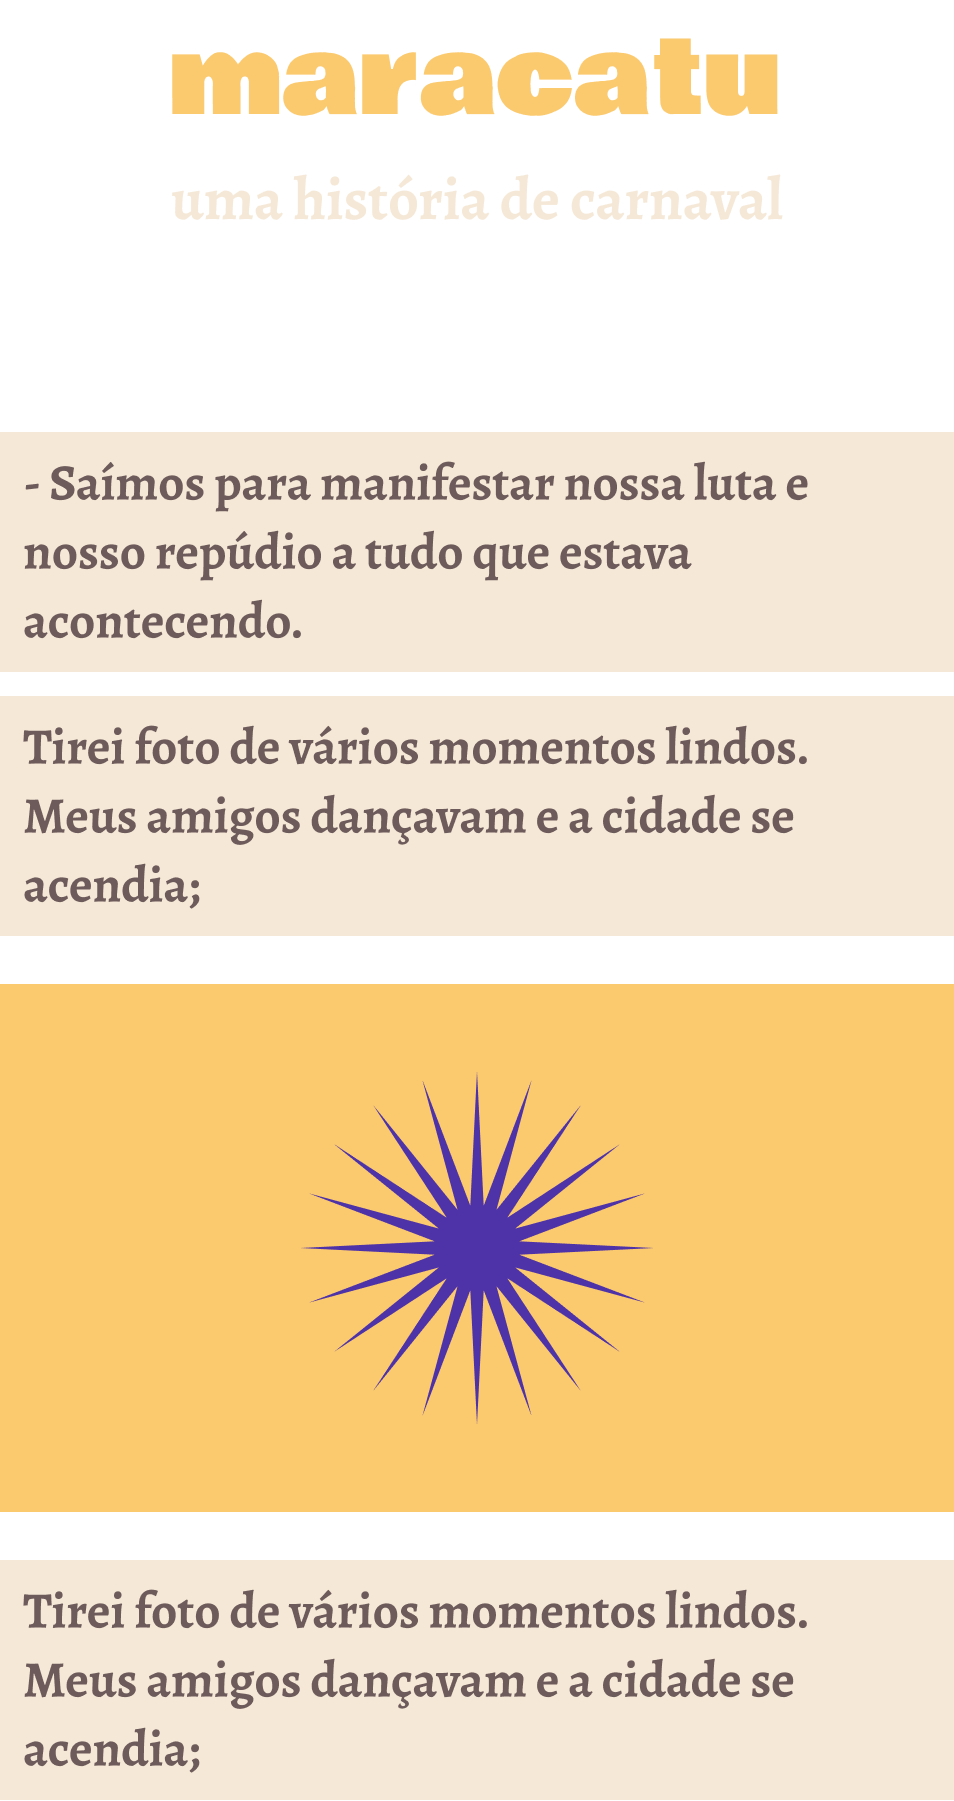 maracatu
uma história de carnaval
- Saímos para manifestar nossa luta e
nosso repúdio a tudo que estava
acontecendo.
Tirei foto de vários momentos lindos.
Meus amigos dançavam e a cidade se
acendia;
Tirei foto de vários momentos lindos.
Meus amigos dançavam e a cidade se
acendia;